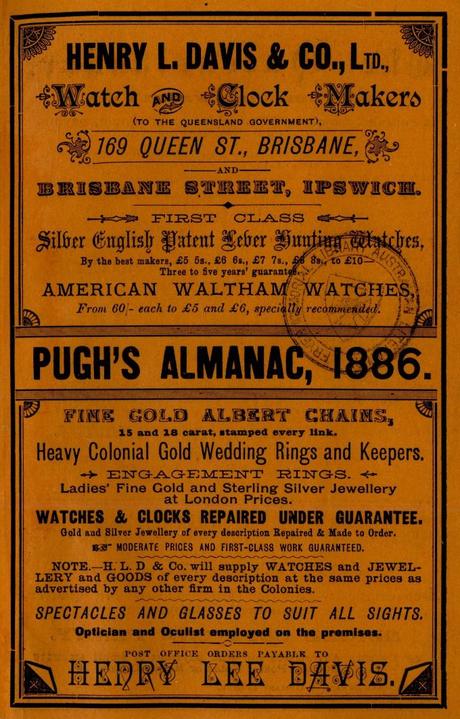 HENRY L. DAVIS & CO., LTD.,
Watch AND Clock Makers
(TO THE QUEENSLAND GOVERNMENT),
169 QUEEN ST., BRISBANE,
—AND—
BRISBANE STREET, IPSWICH.
FIRST CLASS
Silver English Patent Lever Hunting Watches,
By the best makers, £5 5s., £6 6s., £7 7s., £8 8s., to £10—
Three to five years' guarantee.
AMERICAN WALTHAM WATCHES,
From 60/- each to £5 and £6, specially recommended.
PUGH'S ALMANAC, 1886.
FINE GOLD ALBERT CHAINS,
15 and 18 carat, stamped every link.
Heavy Colonial Gold Wedding Rings and Keepers.
ENGAGEMENT RINGS.
Ladies' Fine Gold and Sterling Silver Jewellery
at London Prices.
WATCHES & CLOCKS REPAIRED UNDER GUARANTEE.
Gold and Silver Jewellery of every description Repaired & Made to Order.
MODERATE PRICES AND FIRST-CLASS WORK GUARANTEED.
NOTE.—H. L. D & Co. will supply WATCHES and JEWEL-
LERY and GOODS of every description at the same prices as
advertised by any other firm in the Colonies.
SPECTACLES AND GLASSES TO SUIT ALL SIGHTS.
Optician and Oculist employed on the premises.
POST OFFICE ORDERS PAYABLE TO
HENRY LEE DAVIS.